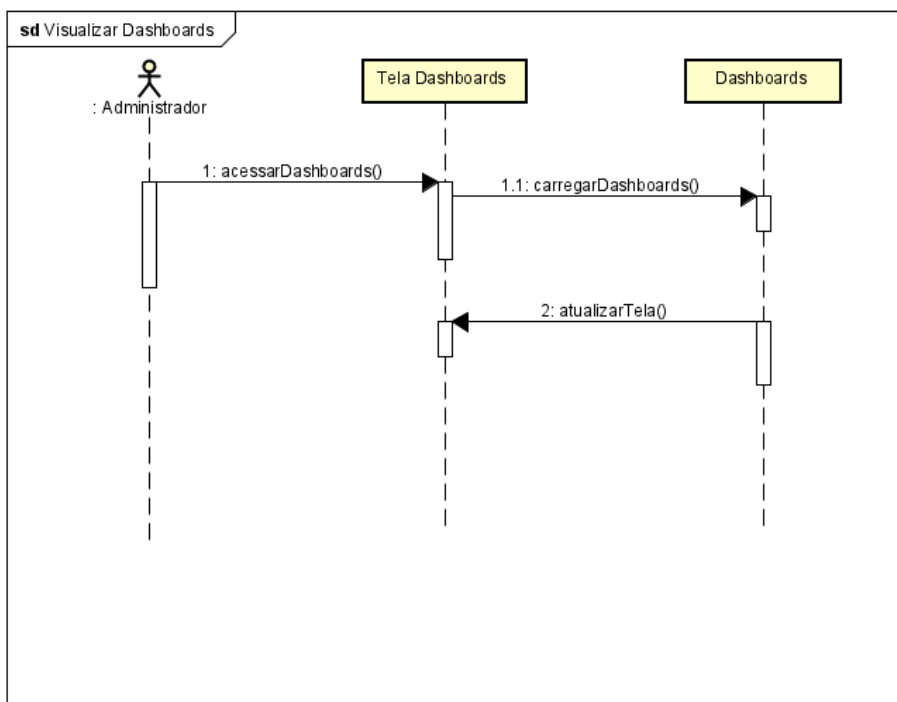 sd Visualizar Dashboards
: Administrador
Tela Dashboards
Dashboards
1: acessarDashboards()
1.1: carregarDashboards()
2: atualizarTela()